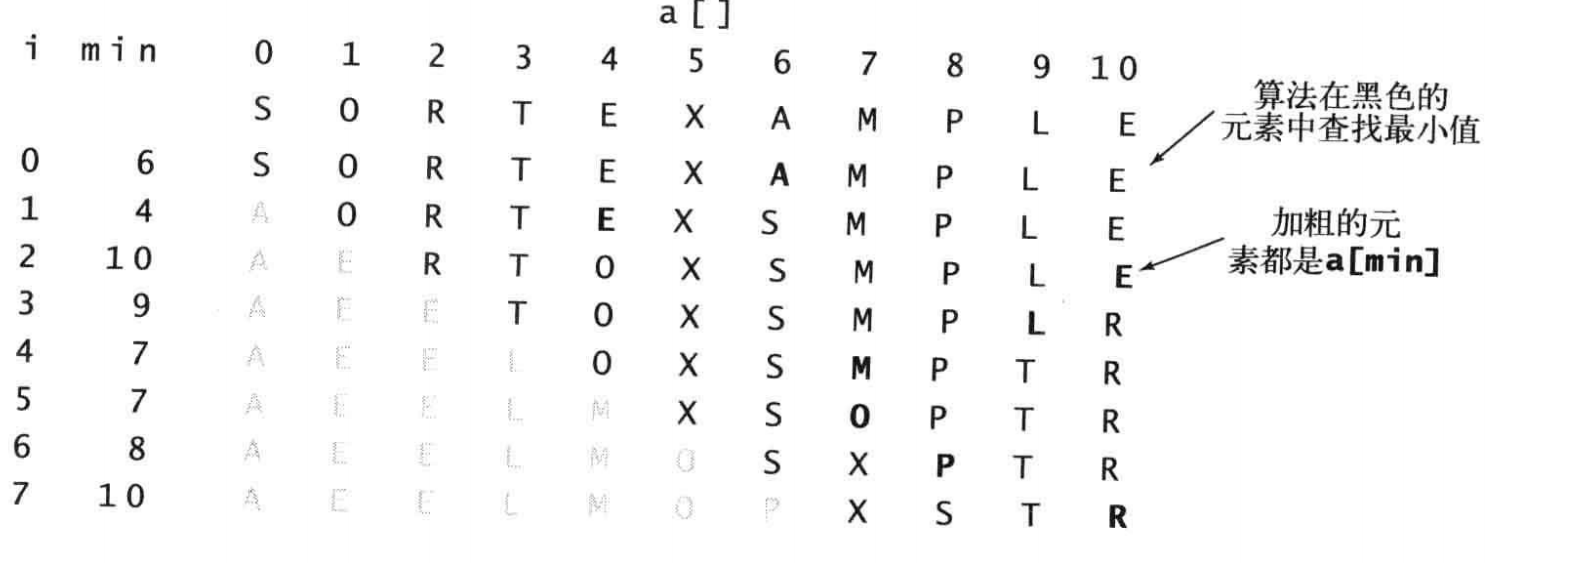 a[]
i min 0 1 2 3 4 5 6 7 8 9 10
S O R T E X A M P L E
0 6 S O R T E X A M P L E
1 4 A O R T E X S M P L E
2 10 A E R T O X S M P L E
3 9 A E E T O X S M P L R
4 7 A E E L O X S M P T R
5 7 A E E L M X S O P T R
6 8 A E E L M O S X P T R
7 10 A E E L M O P X S T R
算法在黑色的
元素中查找最小值
加粗的元
素都是a[min]